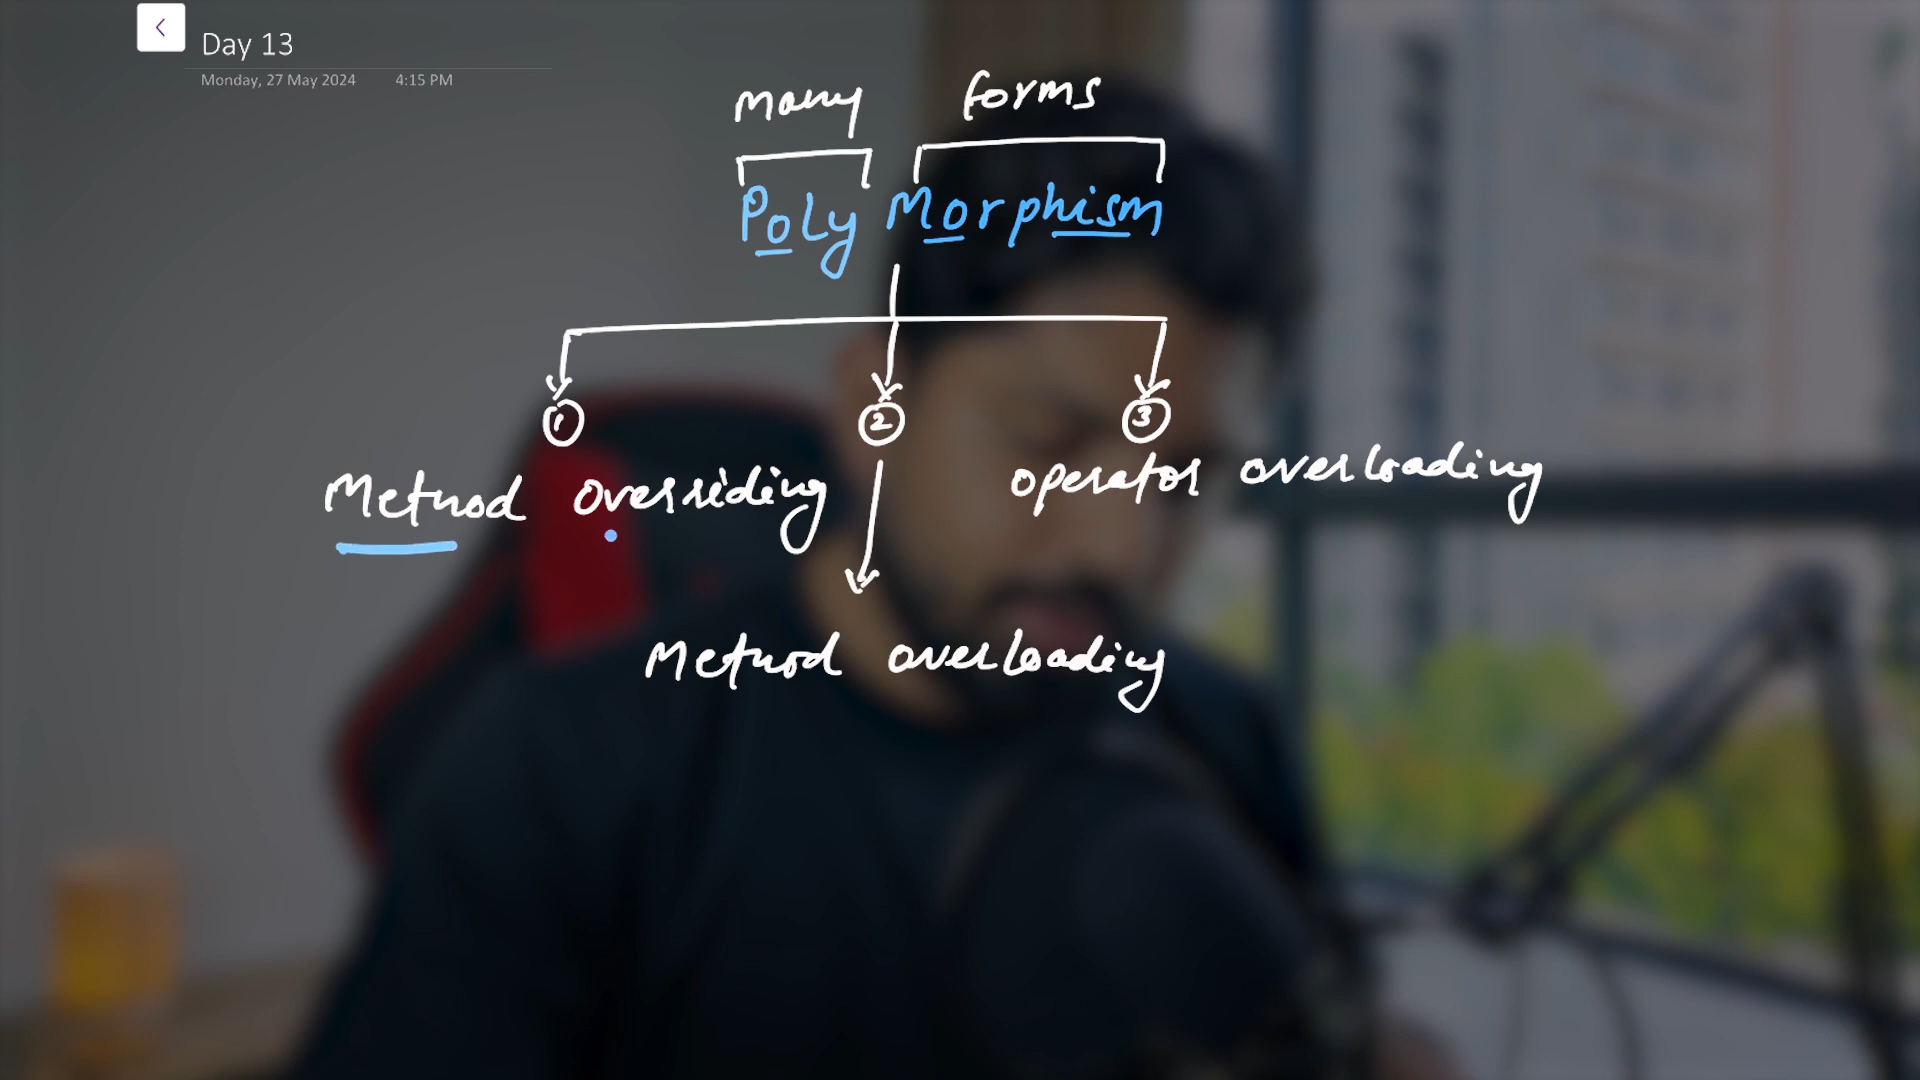 Day 13
Monday, 27 May 2024 4:15 PM
Many forms
Poly Morphism
1 2 3
Method overriding operator overloading
Method overloading